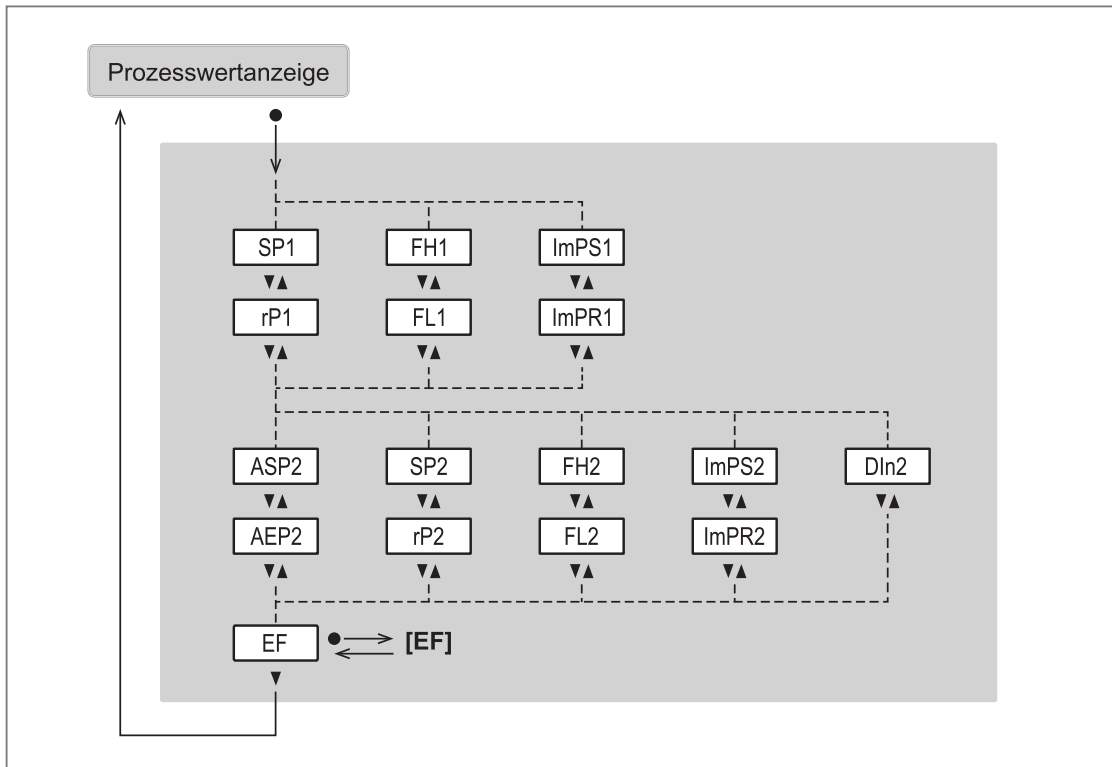 Prozesswertanzeige
SP1 FH1 ImPS1
rP1 FL1 ImPR1
ASP2 SP2 FH2 ImPS2 DIn2
AEP2 rP2 FL2 ImPR2
EF [EF]